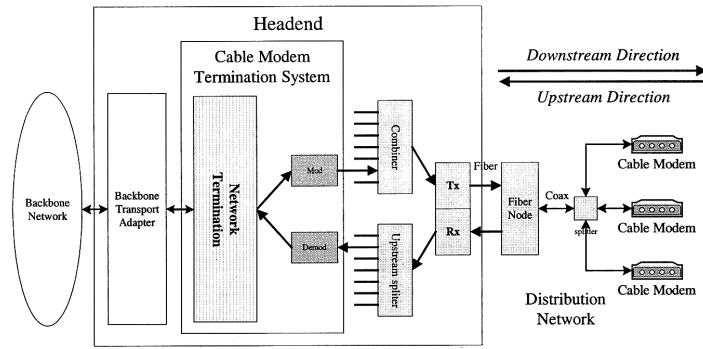 Headend
Cable Modem
Termination System
Downstream Direction
Upstream Direction
Backbone
Network
Backbone
Transport
Adapter
Network
Termination
Mod
Demod
Combiner
Upstream spliter
Tx
Rx
Fiber
Fiber
Node
Coax
splitter
Cable Modem
Cable Modem
Cable Modem
Distribution
Network